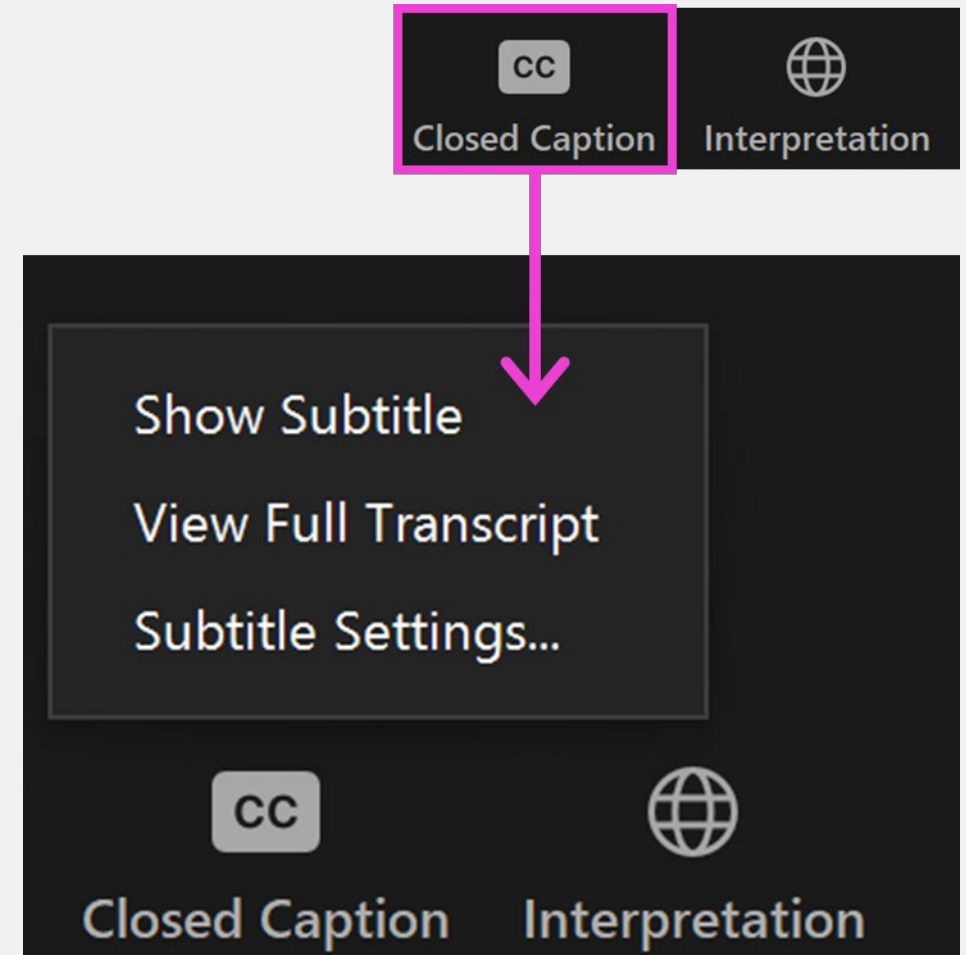 CC
Closed Caption
Interpretation
Show Subtitle
View Full Transcript
Subtitle Settings...
CC
Closed Caption
Interpretation